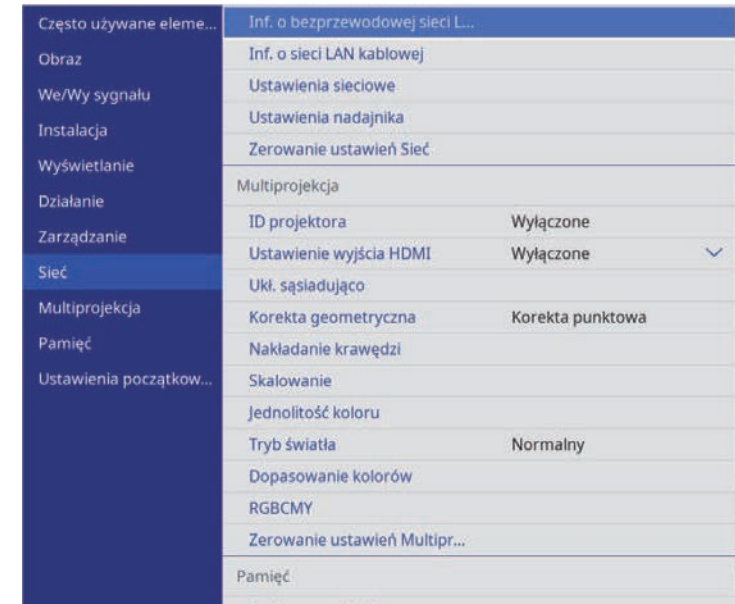 Często używane eleme...
Obraz
We/Wy sygnału
Instalacja
Wyświetlanie
Działanie
Zarządzanie
Sieć
Multiprojekcja
Pamięć
Ustawienia początkow...
Inf. o bezprzewodowej sieci L...
Inf. o sieci LAN kablowej
Ustawienia sieciowe
Ustawienia nadajnika
Zerowanie ustawień Sieć
Multiprojekcja
ID projektora Wyłączone
Ustawienie wyjścia HDMI Wyłączone
Ukł. sąsiadująco
Korekta geometryczna Korekta punktowa
Nakładanie krawędzi
Skalowanie
Jednolitość koloru
Tryb światła Normalny
Dopasowanie kolorów
RGBCMY
Zerowanie ustawień Multipr...
Pamięć